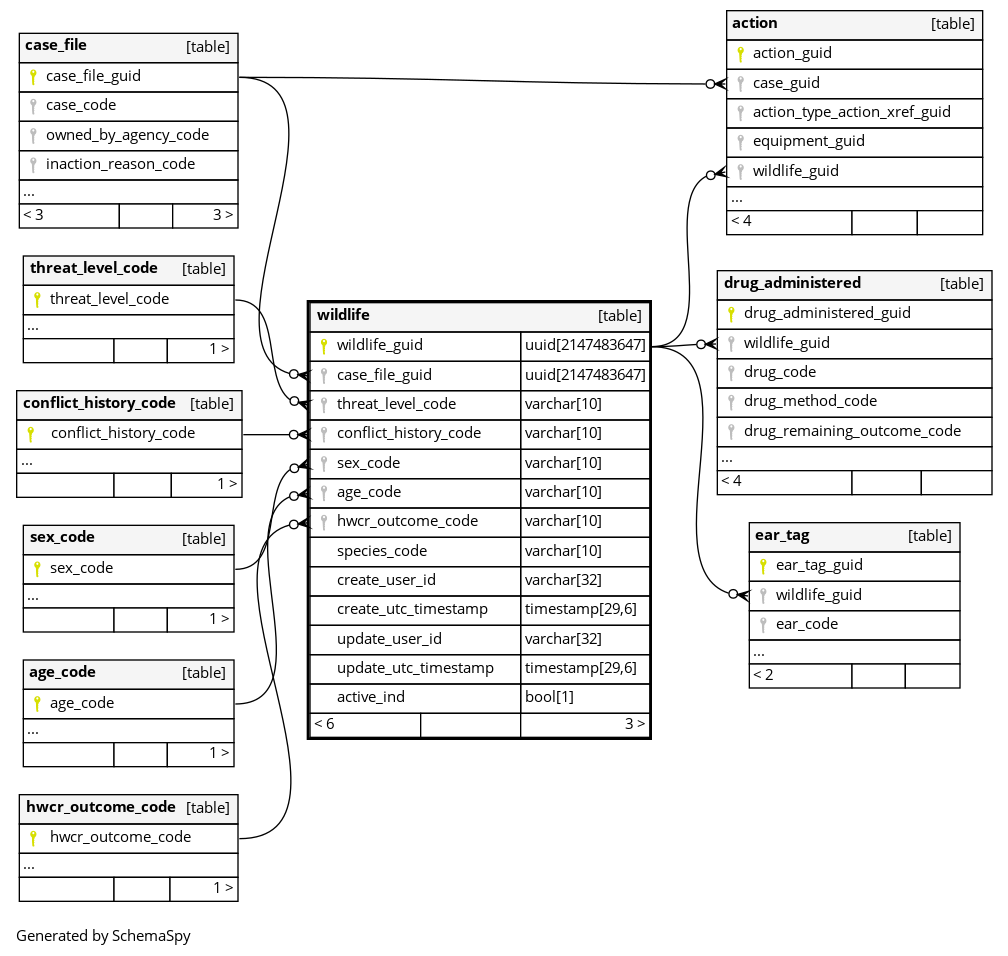 case_file [table]
case_file_guid
case_code
owned_by_agency_code
inaction_reason_code
...
< 3 3 >
threat_level_code [table]
threat_level_code
...
1 >
conflict_history_code [table]
conflict_history_code
...
1 >
sex_code [table]
sex_code
...
1 >
age_code [table]
age_code
...
1 >
hwcr_outcome_code [table]
hwcr_outcome_code
...
1 >
wildlife [table]
wildlife_guid uuid[2147483647]
case_file_guid uuid[2147483647]
threat_level_code varchar[10]
conflict_history_code varchar[10]
sex_code varchar[10]
age_code varchar[10]
hwcr_outcome_code varchar[10]
species_code varchar[10]
create_user_id varchar[32]
create_utc_timestamp timestamp[29,6]
update_user_id varchar[32]
update_utc_timestamp timestamp[29,6]
active_ind bool[1]
< 6 3 >
action [table]
action_guid
case_guid
action_type_action_xref_guid
equipment_guid
wildlife_guid
...
< 4
drug_administered [table]
drug_administered_guid
wildlife_guid
drug_code
drug_method_code
drug_remaining_outcome_code
...
< 4
ear_tag [table]
ear_tag_guid
wildlife_guid
ear_code
...
< 2
Generated by SchemaSpy